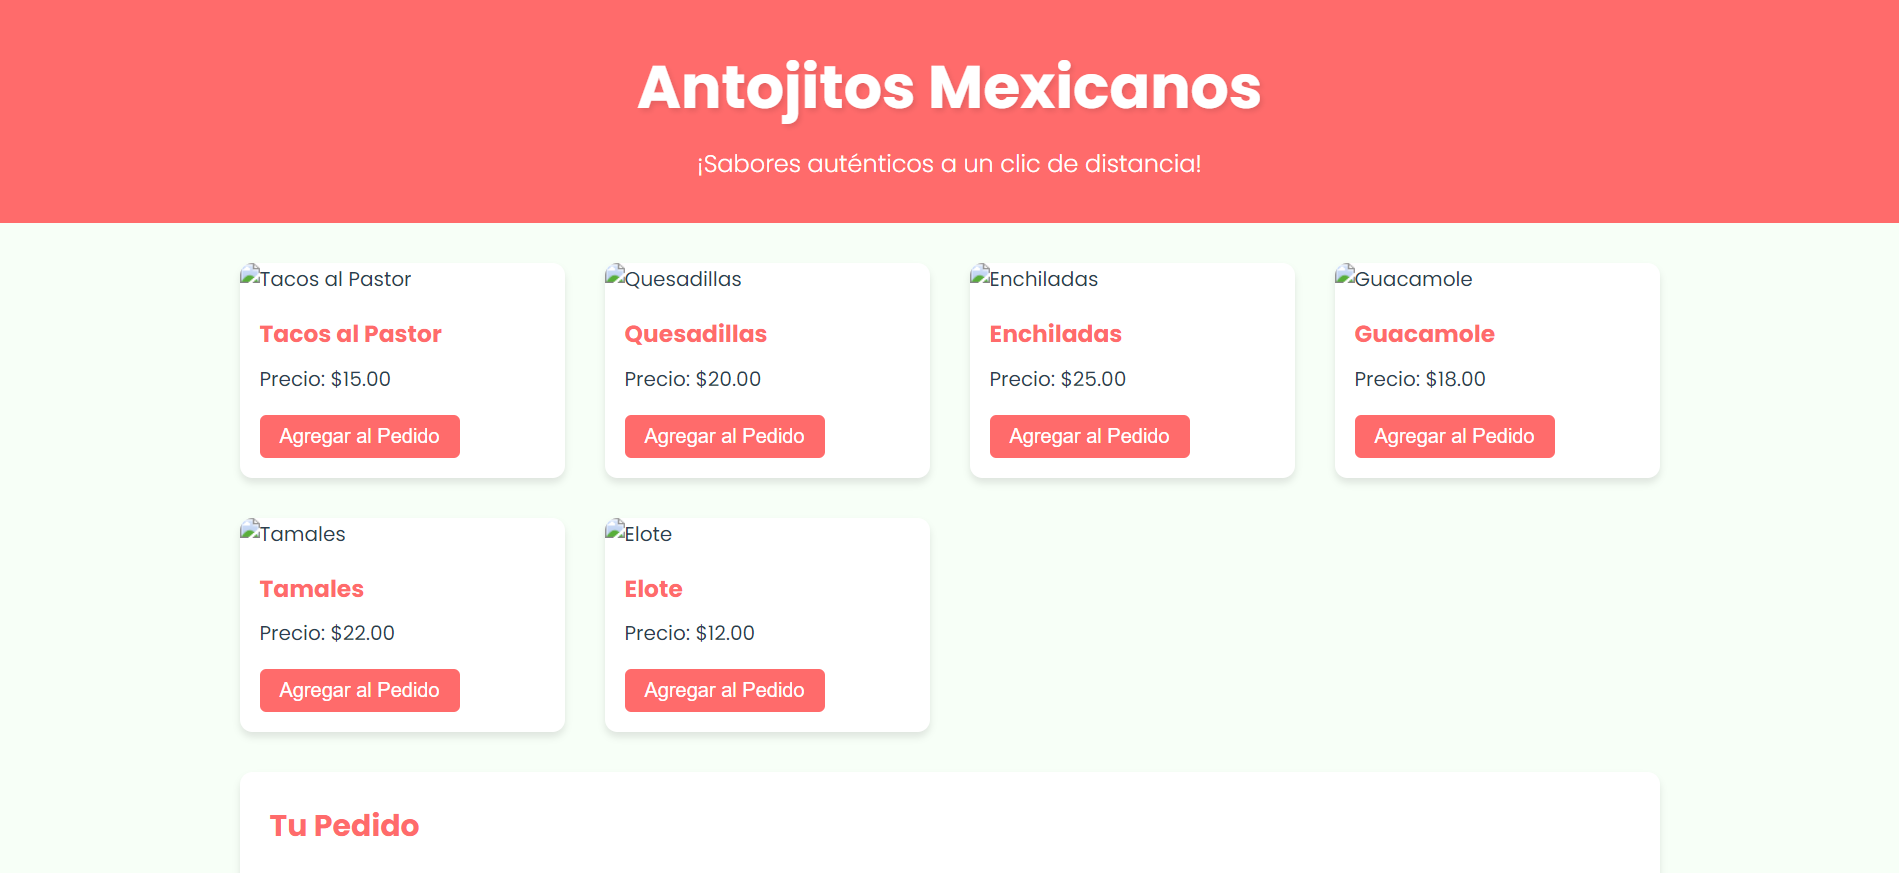 Antojitos Mexicanos
¡Sabores auténticos a un clic de distancia!
Tacos al Pastor
Tacos al Pastor
Precio: $15.00
Agregar al Pedido
Quesadillas
Quesadillas
Precio: $20.00
Agregar al Pedido
Enchiladas
Enchiladas
Precio: $25.00
Agregar al Pedido
Guacamole
Guacamole
Precio: $18.00
Agregar al Pedido
Tamales
Tamales
Precio: $22.00
Agregar al Pedido
Elote
Elote
Precio: $12.00
Agregar al Pedido
Tu Pedido